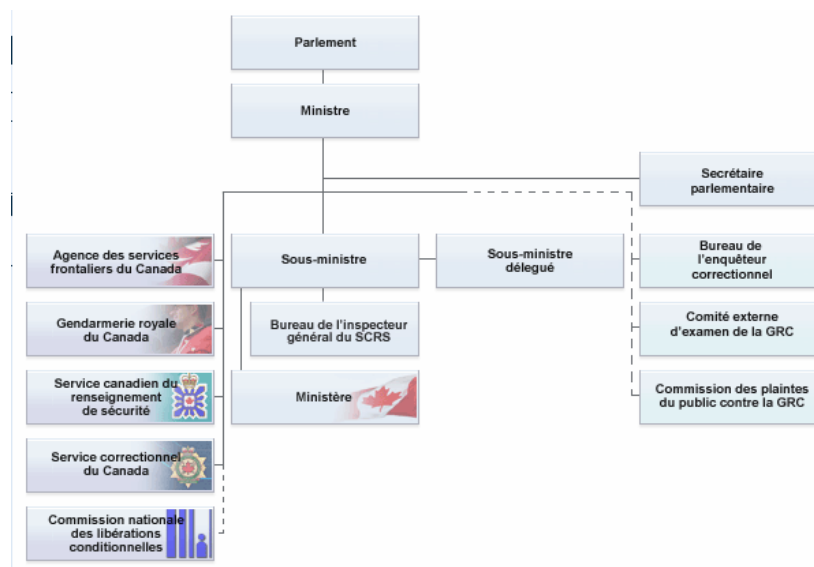 Parlement
Ministre
Secrétaire
parlementaire
Agence des services
frontaliers du Canada
Sous-ministre
Sous-ministre
délégué
Bureau de
l'enquêteur
correctionnel
Gendarmerie royale
du Canada
Bureau de l'inspecteur
général du SCRS
Comité externe
d'examen de la GRC
Service canadien du
renseignement
de sécurité
Ministère
Commission des plaintes
du public contre la GRC
Service correctionnel
du Canada
Commission nationale
des libérations
conditionnelles